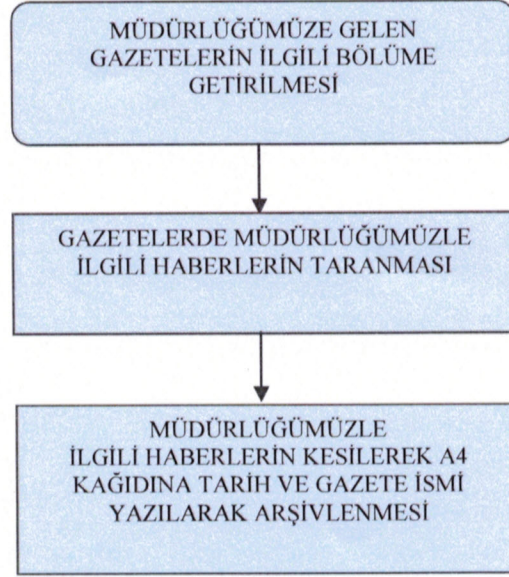 MÜDÜRLÜĞÜMÜZE GELEN
GAZETELERİN İLGİLİ BÖLÜME
GETİRİLMESİ
GAZETELERDE MÜDÜRLÜĞÜMÜZLE
İLGİLİ HABERLERİN TARANMASI
MÜDÜRLÜĞÜMÜZLE
İLGİLİ HABERLERİN KESİLEREK A4
KAĞIDINA TARİH VE GAZETE İSMİ
YAZILARAK ARŞİVLENMESİ